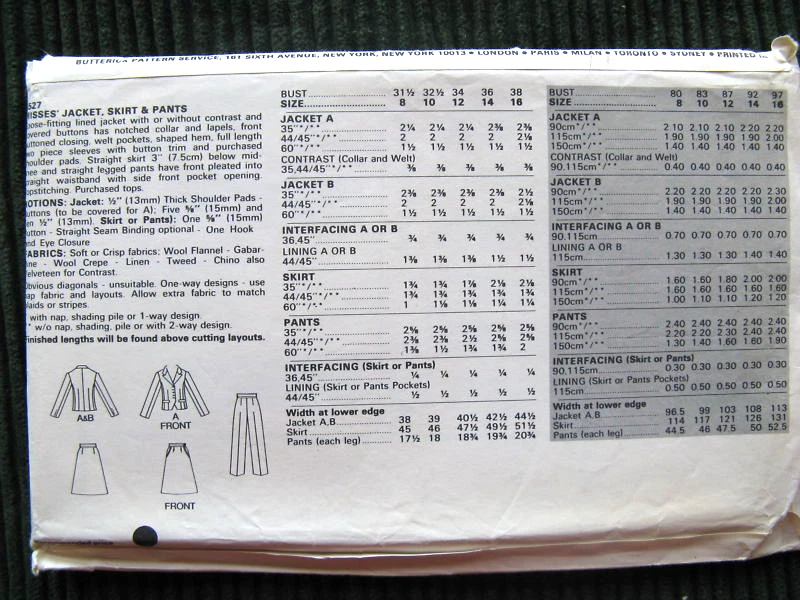 BUTTERICK PATTERN SERVICE, 161 SIXTH AVENUE, NEW YORK, NEW YORK 10013 • LONDON • PARIS • MILAN • TORONTO • SYDNEY • PRINTED
527
MISSES' JACKET, SKIRT & PANTS
oose-fitting lined jacket with or without contrast and
overed buttons has notched collar and lapels, front
uttoned closing, welt pockets, shaped hem, full length
wo piece sleeves with button trim and purchased
houlder pads. Straight skirt 3" (7.5cm) below mid-
nee and straight legged pants have front pleated into
traight waistband with side front pocket opening.
opstitching. Purchased tops.
OTIONS: Jacket: ½" (13mm) Thick Shoulder Pads -
uttons (to be covered for A); Five ⅝" (15mm) and
en ½" (13mm). Skirt or Pants): One ⅝" (15mm)
utton - Straight Seam Binding optional - One Hook
nd Eye Closure
FABRICS: Soft or Crisp fabrics: Wool Flannel - Gabar-
ne - Wool Crepe - Linen - Tweed - Chino also
elveteen for Contrast.
bvious diagonals - unsuitable. One-way designs - use
ap fabric and layouts. Allow extra fabric to match
laids or stripes.
with nap, shading pile or 1-way design.
** w/o nap, shading, pile or with 2-way design.
inished lengths will be found above cutting layouts.
A&B
A
FRONT
FRONT
BUST 31½ 32½ 34 36 38
SIZE 8 10 12 14 16
JACKET A
35"*/** 2¼ 2¼ 2¼ 2⅜ 2⅜
44/45"*/** 2 2 2 2 2⅛
60"*/** 1½ 1½ 1½ 1½ 1½
CONTRAST (Collar and Welt)
35,44/45"*/** ⅜ ⅜ ⅜ ⅜ ⅜
JACKET B
35"*/** 2⅜ 2⅜ 2⅜ 2⅜ 2½
44/45"*/** 2 2 2 2 2⅛
60"*/** 1½ 1½ 1½ 1½ 1½
INTERFACING A OR B
36,45" ¾ ¾ ¾ ¾ ¾
LINING A OR B
44/45" 1⅜ 1⅜ 1⅜ 1½ 1½
SKIRT
35"*/** 1¾ 1¾ 1⅞ 2⅛ 2⅛
44/45"*/** 1¾ 1¾ 1¾ 1¾ 1¾
60"*/** 1 1⅛ 1⅛ 1¼ 1¼
PANTS
35"*/** 2⅝ 2⅝ 2⅝ 2⅝ 2⅝
44/45"*/** 2⅜ 2⅜ 2½ 2⅝ 2⅝
60"*/** 1⅜ 1½ 1¾ 1¾ 2
INTERFACING (Skirt or Pants)
36,45" ¼ ¼ ¼ ¼ ¼
LINING (Skirt or Pants Pockets)
44/45" ½ ½ ½ ½ ½
Width at lower edge
Jacket A,B 38 39 40½ 42½ 44½
Skirt 45 46 47½ 49½ 51½
Pants (each leg) 17½ 18 18¾ 19¾ 20¾
BUST 80 83 87 92 97
SIZE 8 10 12 14 16
JACKET A
90cm*/** 2.10 2.10 2.10 2.20 2.20
115cm*/** 1.90 1.90 1.90 1.90 2.00
150cm*/** 1.40 1.40 1.40 1.40 1.40
CONTRAST (Collar and Welt)
90.115cm*/** 0.40 0.40 0.40 0.40 0.40
JACKET B
90cm*/** 2.20 2.20 2.20 2.20 2.30
115cm*/** 1.90 1.90 1.90 1.90 2.00
150cm*/** 1.40 1.40 1.40 1.40 1.40
INTERFACING A OR B
90.115cm 0.70 0.70 0.70 0.70 0.70
LINING A OR B
115cm 1.30 1.30 1.30 1.40 1.40
SKIRT
90cm*/** 1.60 1.60 1.80 2.00 2.00
115cm*/** 1.60 1.60 1.60 1.60 1.60
150cm*/** 1.00 1.10 1.10 1.20 1.20
PANTS
90cm*/** 2.40 2.40 2.40 2.40 2.40
115cm*/** 2.20 2.20 2.30 2.40 2.40
150cm*/** 1.30 1.40 1.60 1.60 1.90
INTERFACING (Skirt or Pants)
90.115cm 0.30 0.30 0.30 0.30 0.30
LINING (Skirt or Pants Pockets)
115cm 0.50 0.50 0.50 0.50 0.50
Width at lower edge
Jacket A,B 96.5 99 103 108 113
Skirt 114 117 121 126 131
Pants (each leg) 44.5 46 47.5 50 52.5